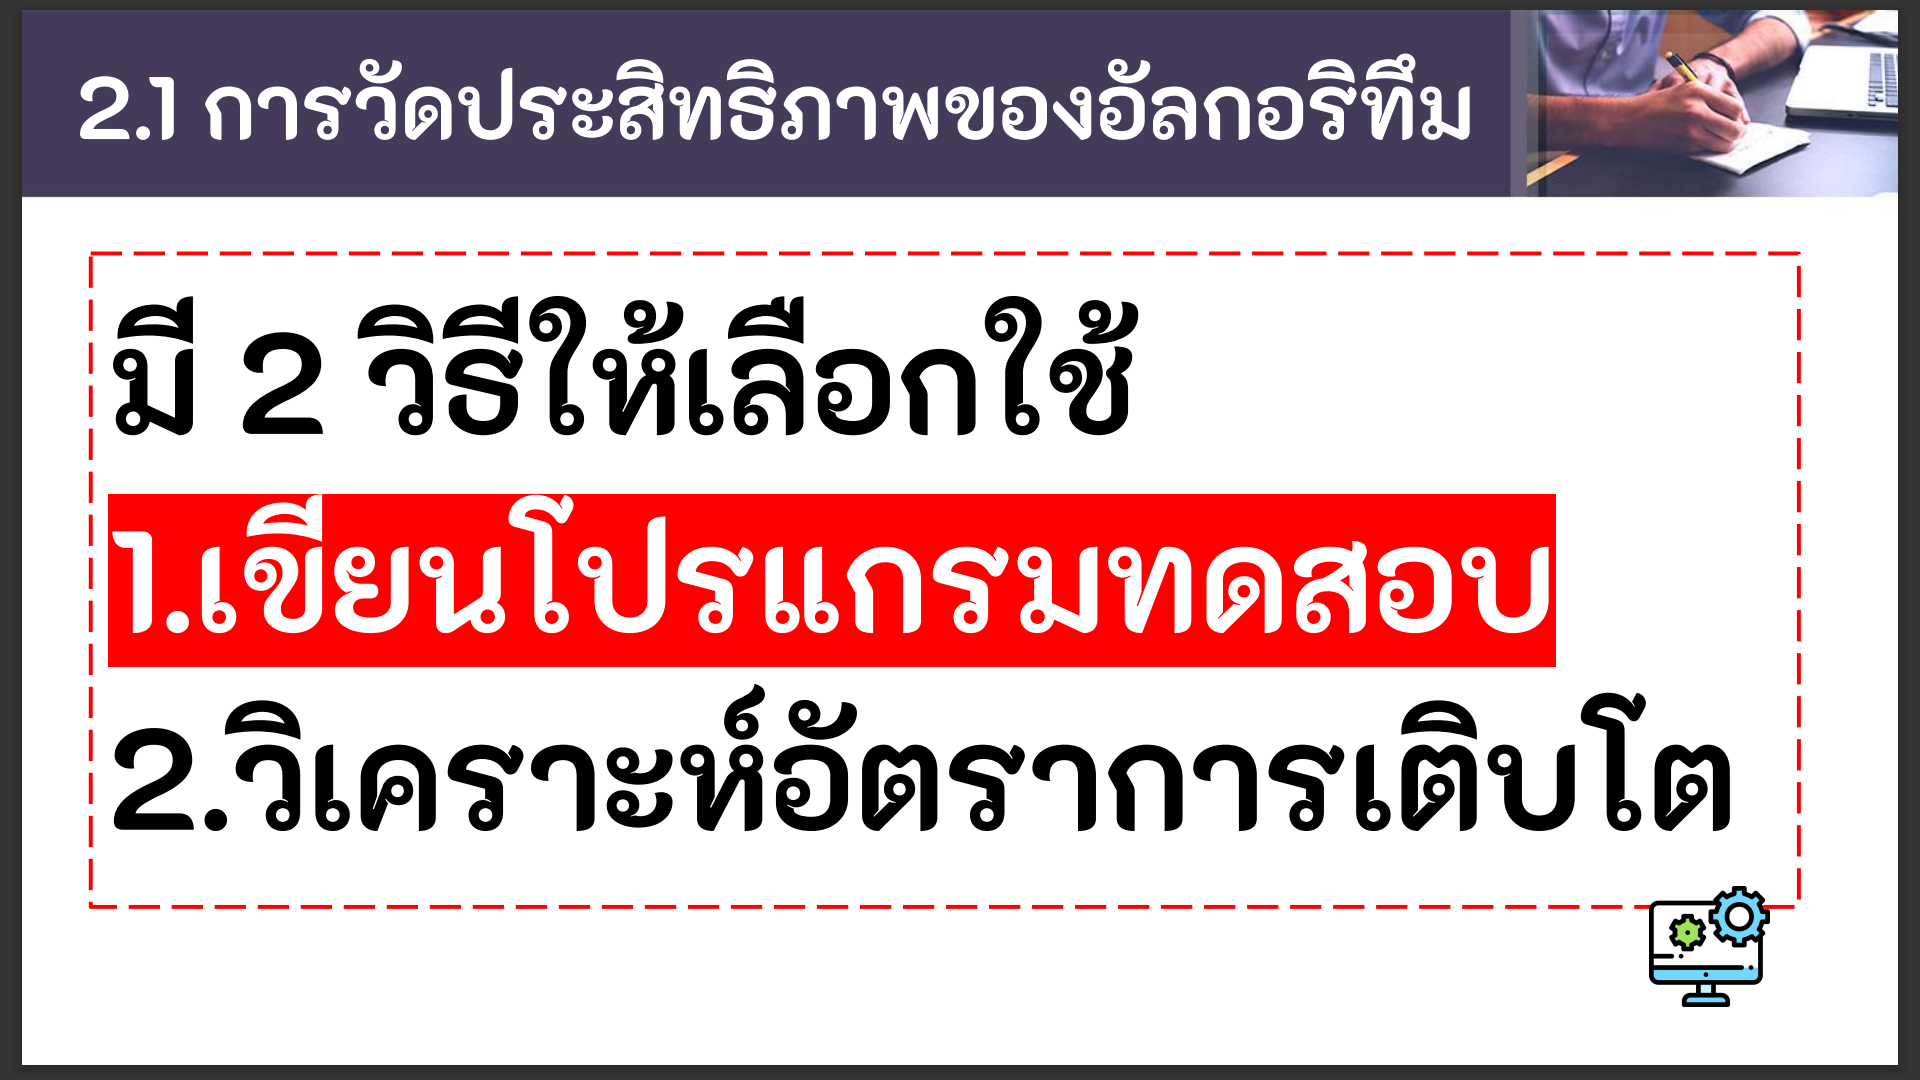 2.1 การวัดประสิทธิภาพของอัลกอริทึม
มี 2 วิธีให้เลือกใช้
1.เขียนโปรแกรมทดสอบ
2.วิเคราะห์อัตราการเติบโต